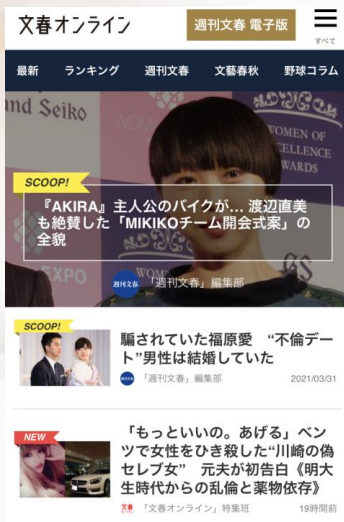 文春オンライン
週刊文春 電子版
すべて
最新 ランキング 週刊文春 文藝春秋 野球コラム
and Seiko
WOMEN OF
EXCELLENCE
AWARDS
SCOOP!
『AKIRA』主人公のバイクが… 渡辺直美
も絶賛した「MIKIKOチーム開会式案」の
全貌
EXPO
週刊文春 「週刊文春」編集部
SCOOP!
騙されていた福原愛 “不倫デー
ト”男性は結婚していた
「週刊文春」編集部 2021/03/31
NEW
「もっといいの。あげる」ベン
ツで女性をひき殺した“川崎の偽
セレブ女” 元夫が初告白《明大
生時代からの乱倫と薬物依存》
「文春オンライン」特集班 19時間前